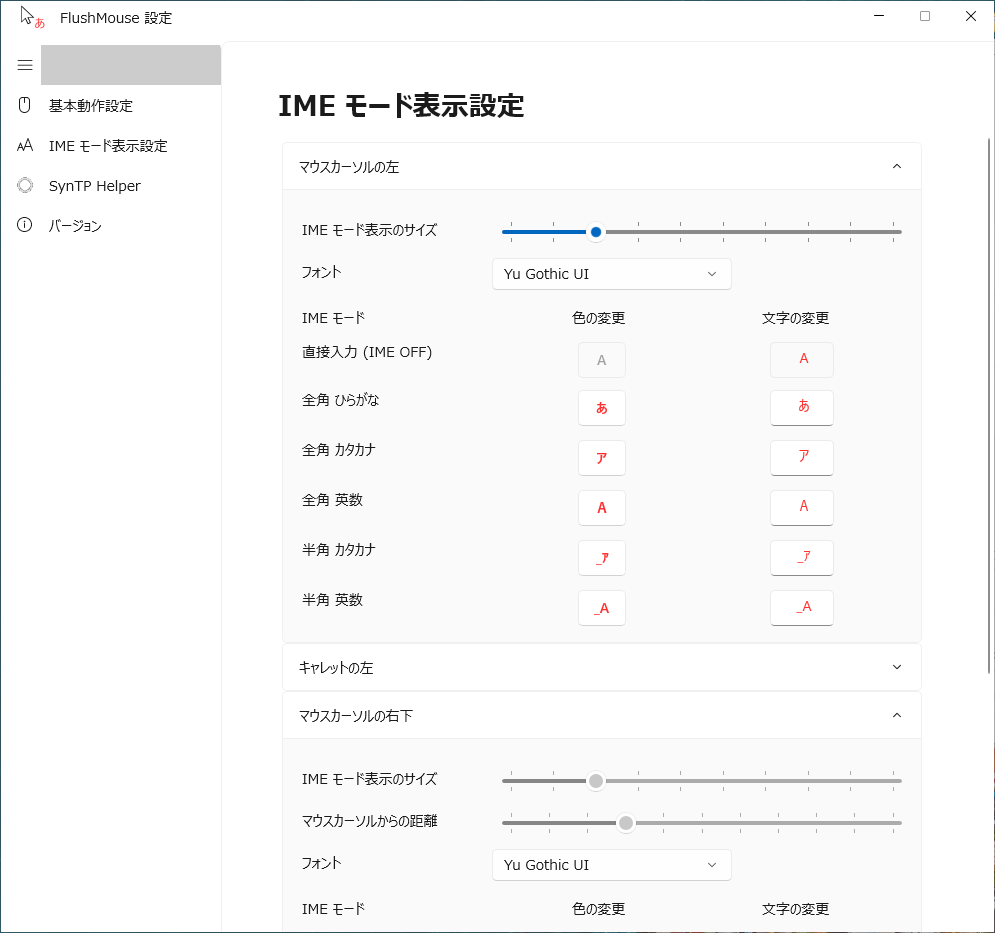 あ FlushMouse 設定
基本動作設定
IME モード表示設定
SynTP Helper
バージョン
IME モード表示設定
マウスカーソルの左
IME モード表示のサイズ
フォント Yu Gothic UI
IME モード 色の変更 文字の変更
直接入力 (IME OFF) A A
全角 ひらがな あ あ
全角 カタカナ ア ア
全角 英数 A A
半角 カタカナ _ア _ア
半角 英数 _A _A
キャレットの左
マウスカーソルの右下
IME モード表示のサイズ
マウスカーソルからの距離
フォント Yu Gothic UI
IME モード 色の変更 文字の変更